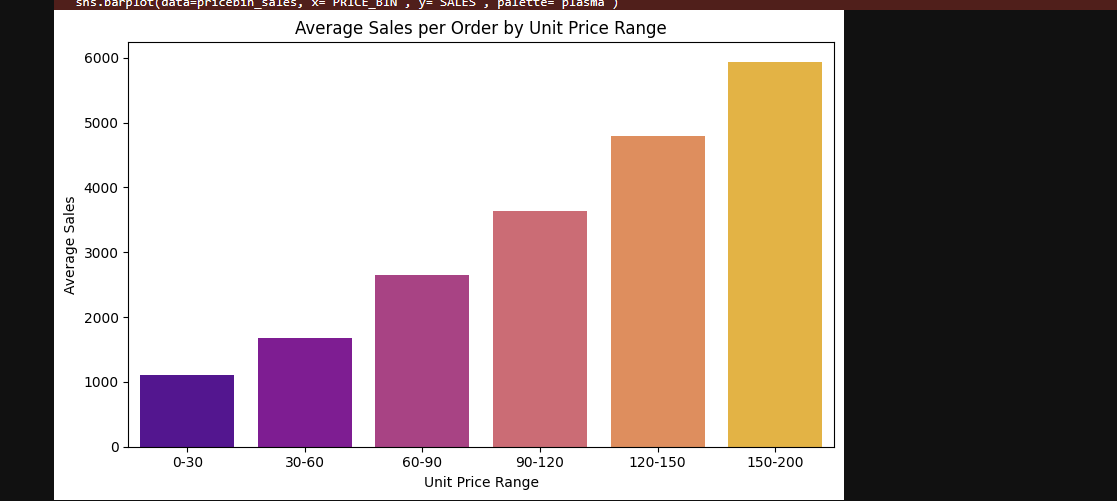 sns.barplot(data=pricebin_sales, x='PRICE_BIN', y='SALES', palette='plasma')
Average Sales per Order by Unit Price Range
6000
5000
4000
3000
2000
1000
0
Average Sales
0-30 30-60 60-90 90-120 120-150 150-200
Unit Price Range